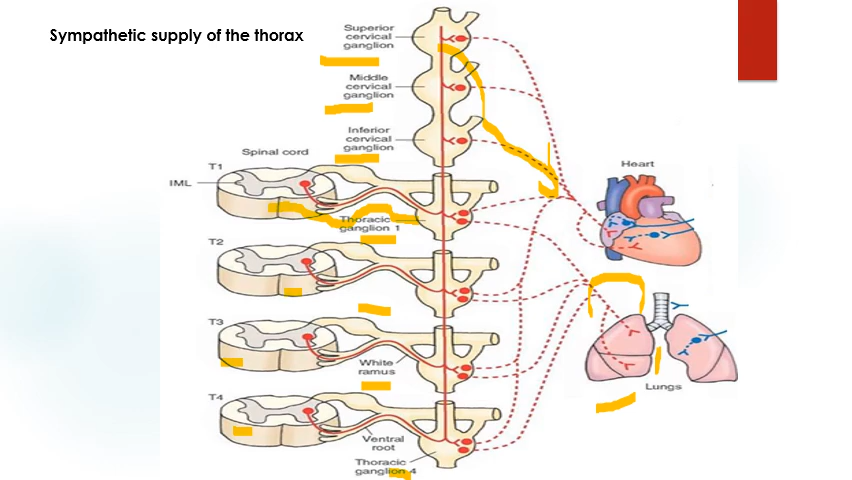 Sympathetic supply of the thorax
Superior
cervical
ganglion
Middle
cervical
ganglion
Inferior
cervical
ganglion
Spinal cord
T1
IML
Thoracic
ganglion 1
Heart
T2
T3
White
ramus
Lungs
T4
Ventral
root
Thoracic
ganglion 4